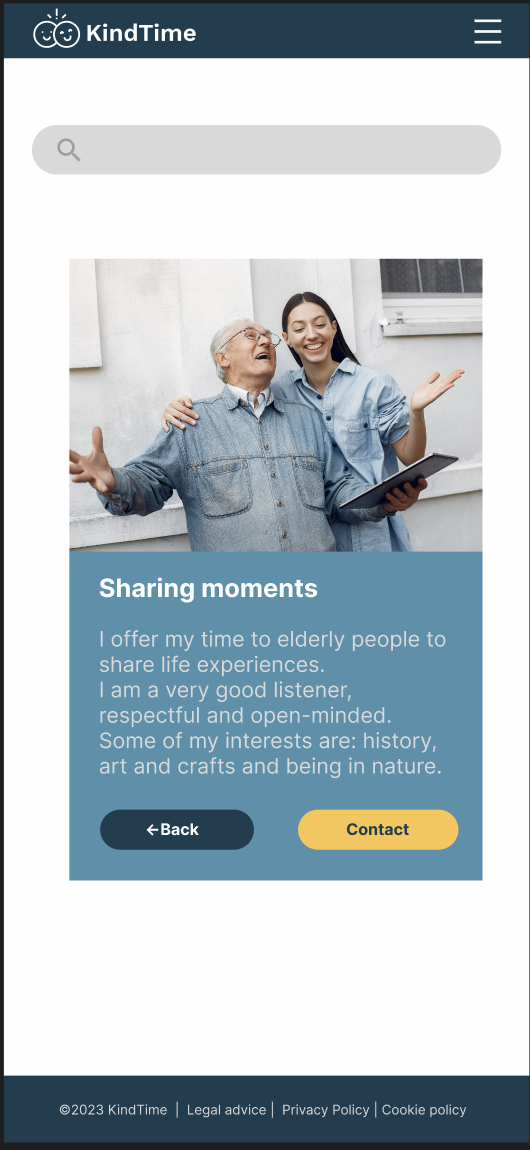 KindTime
Sharing moments
I offer my time to elderly people to
share life experiences.
I am a very good listener,
respectful and open-minded.
Some of my interests are: history,
art and crafts and being in nature.
←Back
Contact
©2023 KindTime | Legal advice | Privacy Policy | Cookie policy